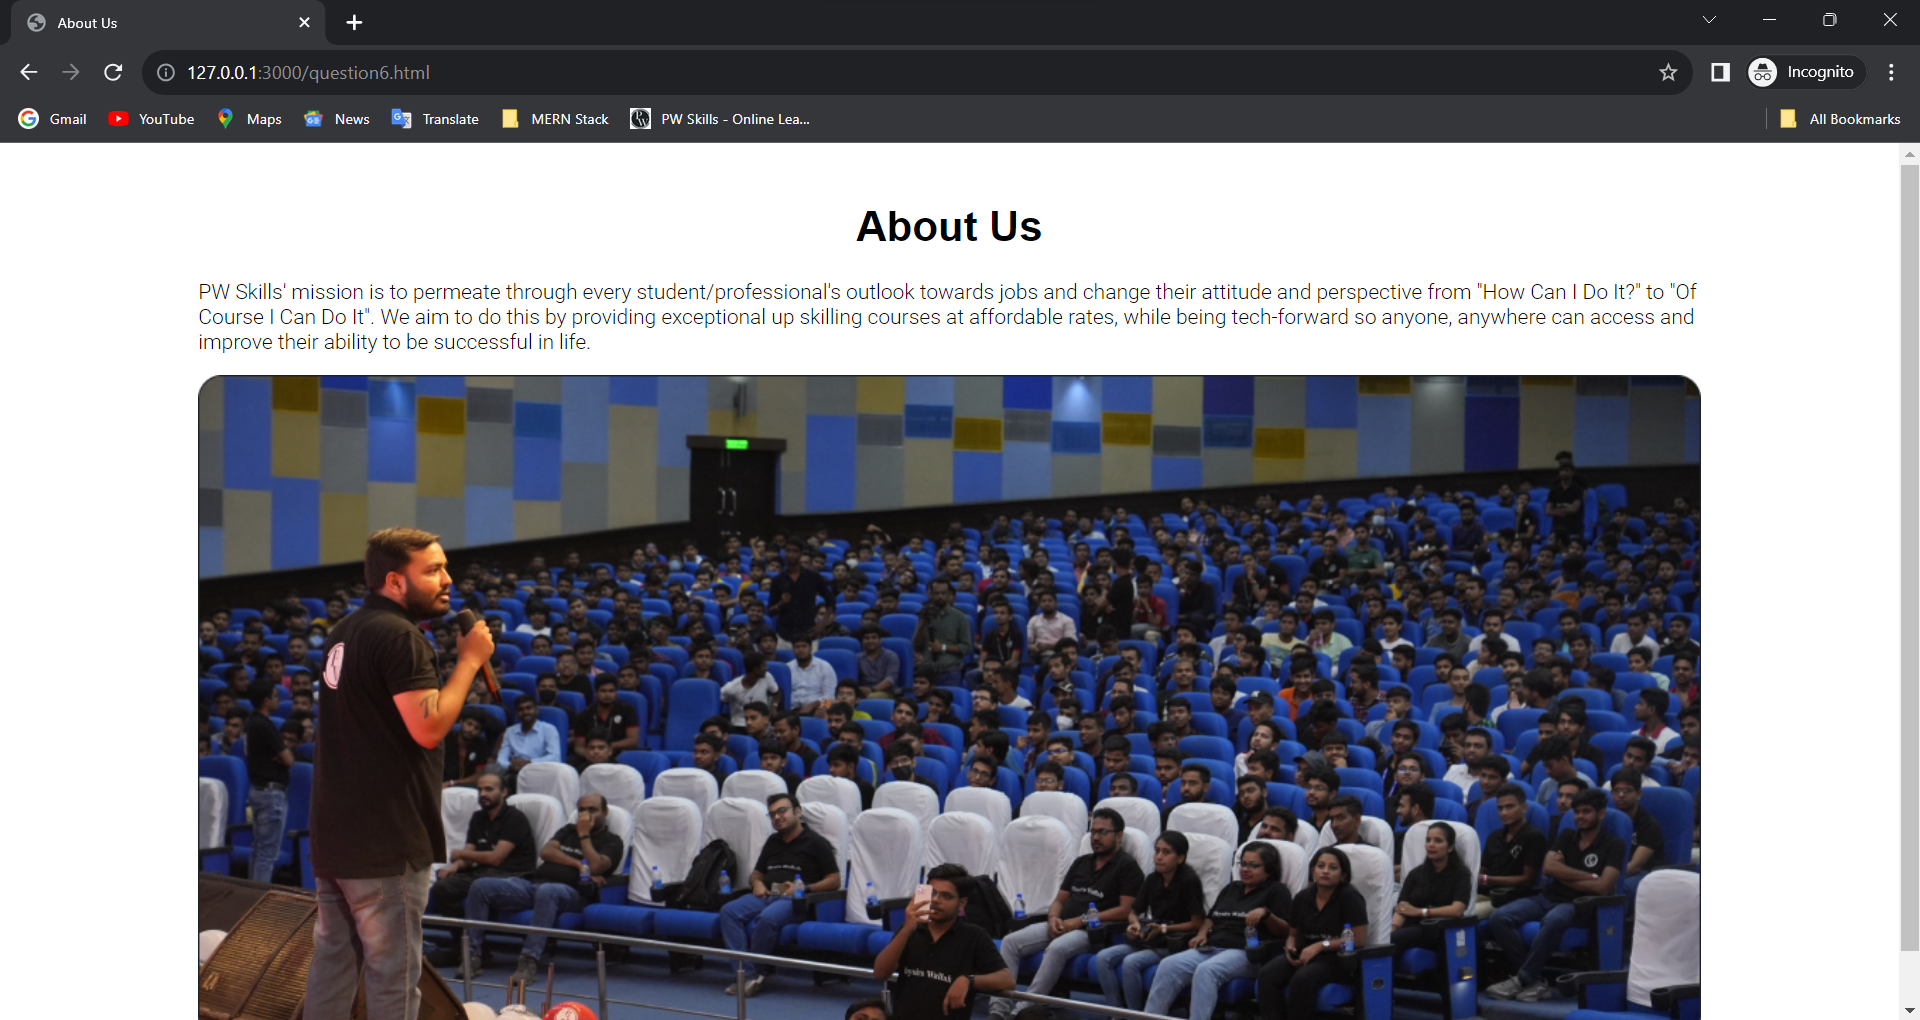 About Us
127.0.0.1:3000/question6.html
Incognito
Gmail YouTube Maps News Translate MERN Stack PW Skills - Online Lea... All Bookmarks
About Us
PW Skills' mission is to permeate through every student/professional's outlook towards jobs and change their attitude and perspective from "How Can I Do It?" to "Of
Course I Can Do It". We aim to do this by providing exceptional up skilling courses at affordable rates, while being tech-forward so anyone, anywhere can access and
improve their ability to be successful in life.